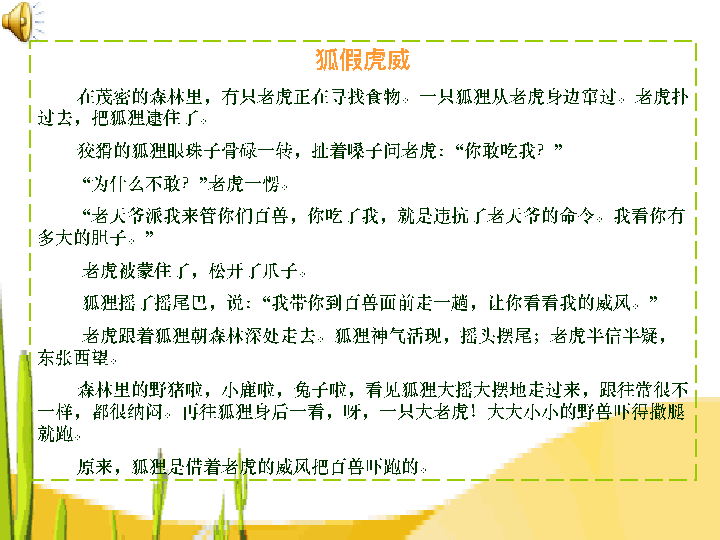 狐假虎威
在茂密的森林里，有只老虎正在寻找食物。一只狐狸从老虎身边窜过。老虎扑
过去，把狐狸逮住了。
狡猾的狐狸眼珠子骨碌一转，扯着嗓子问老虎：“你敢吃我？”
“为什么不敢？”老虎一愣。
“老天爷派我来管你们百兽，你吃了我，就是违抗了老天爷的命令。我看你有
多大的胆子。”
老虎被蒙住了，松开了爪子。
狐狸摇了摇尾巴，说：“我带你到百兽面前走一趟，让你看看我的威风。”
老虎跟着狐狸朝森林深处走去。狐狸神气活现，摇头摆尾；老虎半信半疑，
东张西望。
森林里的野猪啦，小鹿啦，兔子啦，看见狐狸大摇大摆地走过来，跟往常很不
一样，都很纳闷。再往狐狸身后一看，呀，一只大老虎！大大小小的野兽吓得撒腿
就跑。
原来，狐狸是借着老虎的威风把百兽吓跑的。